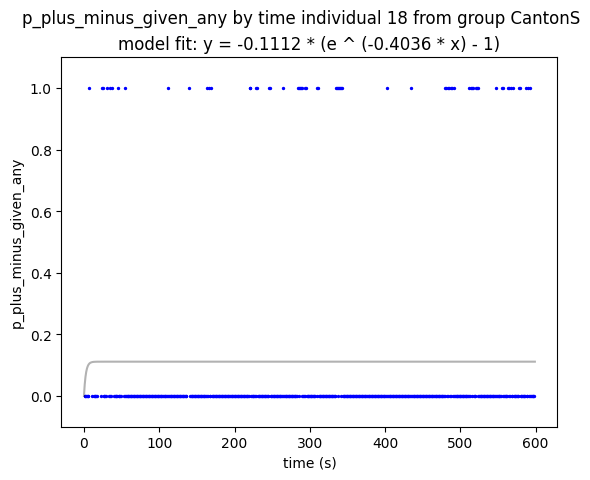 p_plus_minus_given_any by time individual 18 from group CantonS
model fit: y = -0.1112 * (e ^ (-0.4036 * x) - 1)
1.0
0.8
0.6
0.4
0.2
0.0
p_plus_minus_given_any
0 100 200 300 400 500 600
time (s)